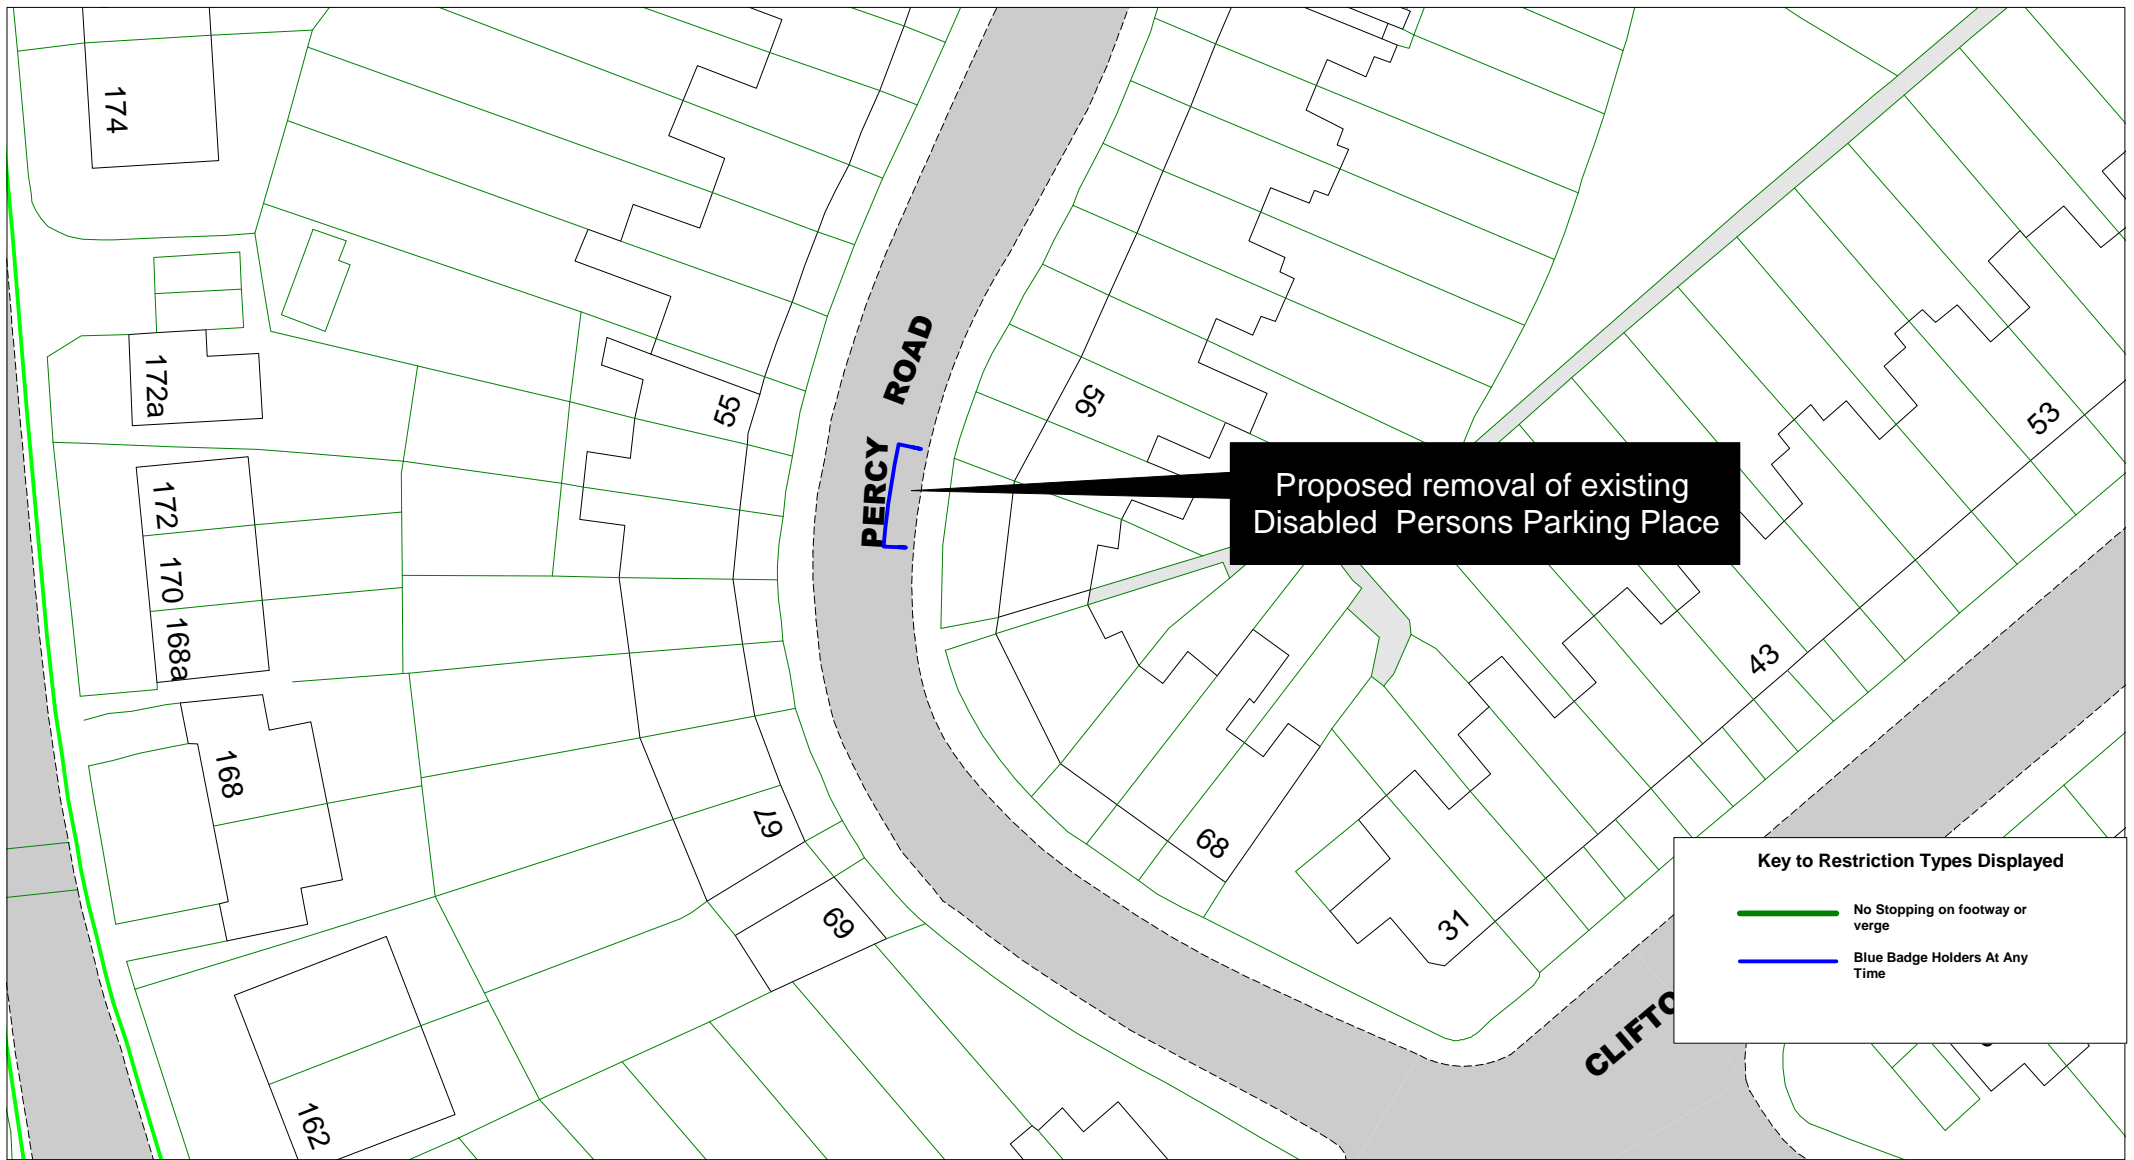 174
172a
172
170
168a
168
162
55
67
69
PERCY ROAD
56
68
Proposed removal of existing
Disabled Persons Parking Place
53
43
31
CLIFTO
Key to Restriction Types Displayed
No Stopping on footway or
verge
Blue Badge Holders At Any
Time